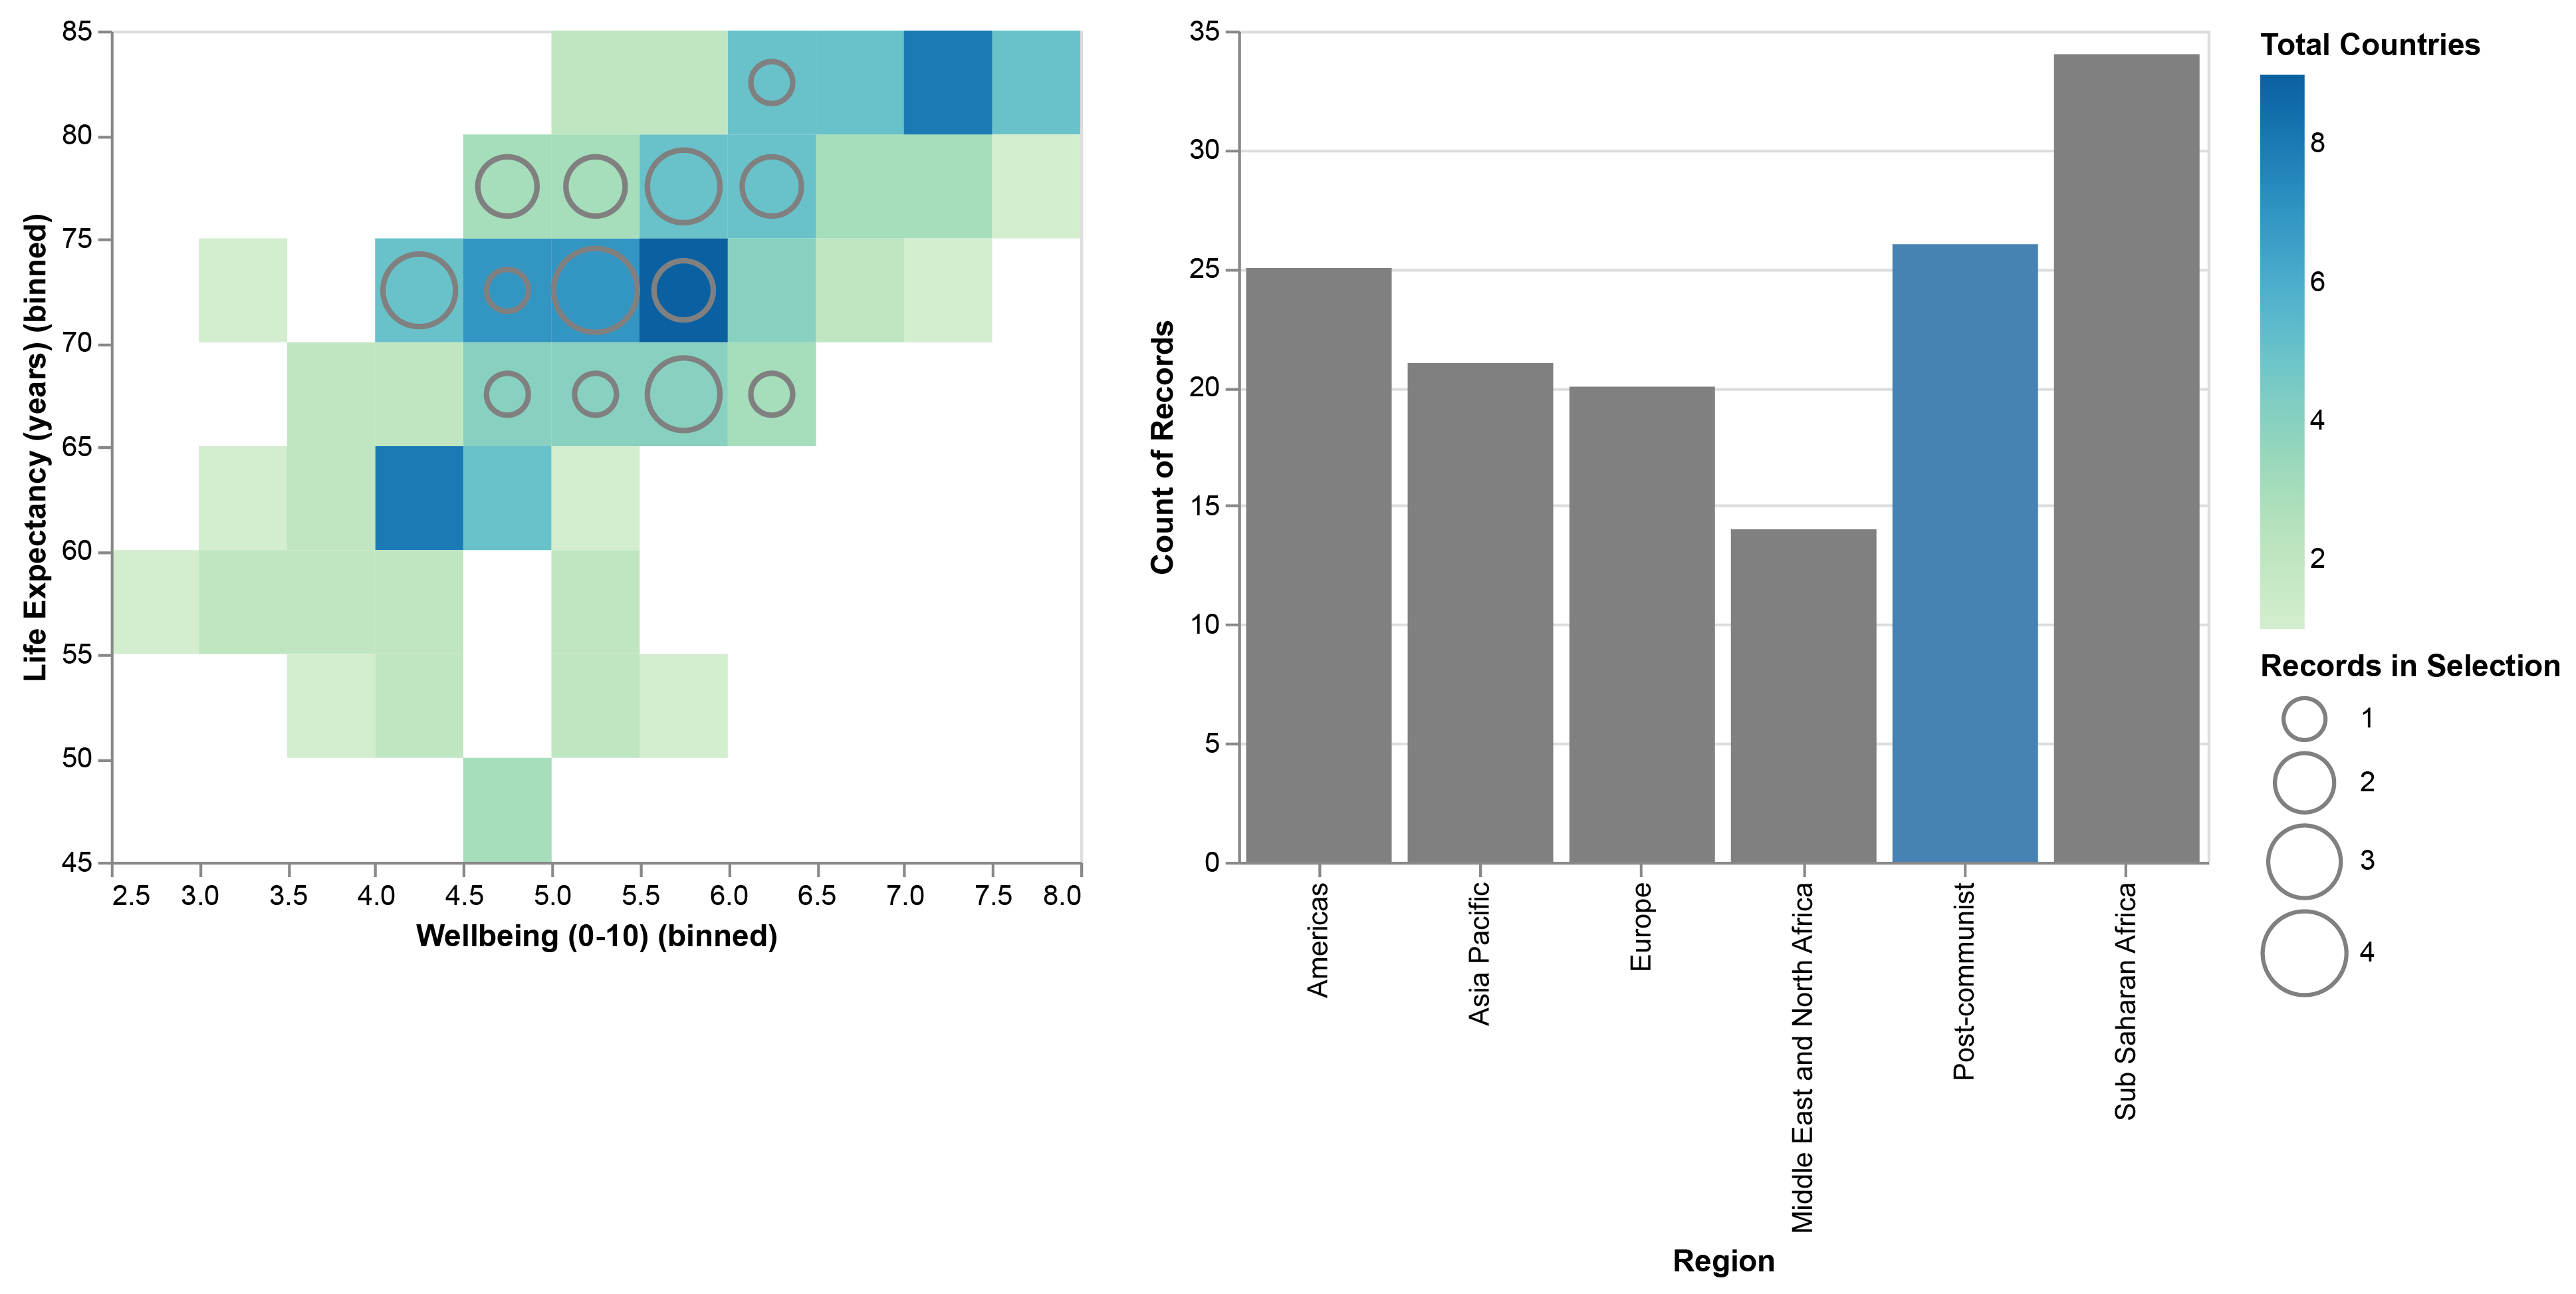 85
80
75
70
65
60
55
50
45
Life Expectancy (years) (binned)
2.5 3.0 3.5 4.0 4.5 5.0 5.5 6.0 6.5 7.0 7.5 8.0
Wellbeing (0-10) (binned)
35
30
25
20
15
10
5
0
Count of Records
Americas
Asia Pacific
Europe
Middle East and North Africa
Post-communist
Sub Saharan Africa
Region
Total Countries
8
6
4
2
Records in Selection
1
2
3
4